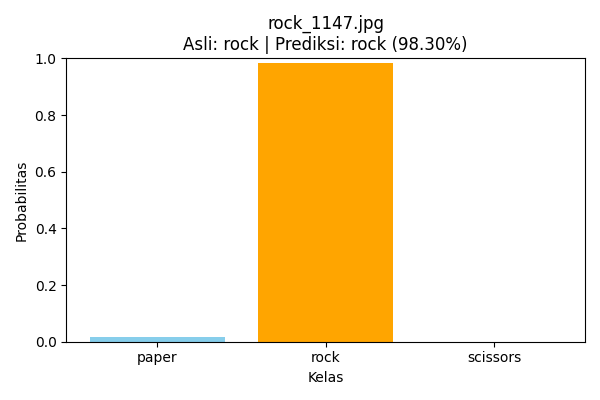 rock_1147.jpg
Asli: rock | Prediksi: rock (98.30%)
1.0
0.8
0.6
0.4
0.2
0.0
Probabilitas
paper rock scissors
Kelas